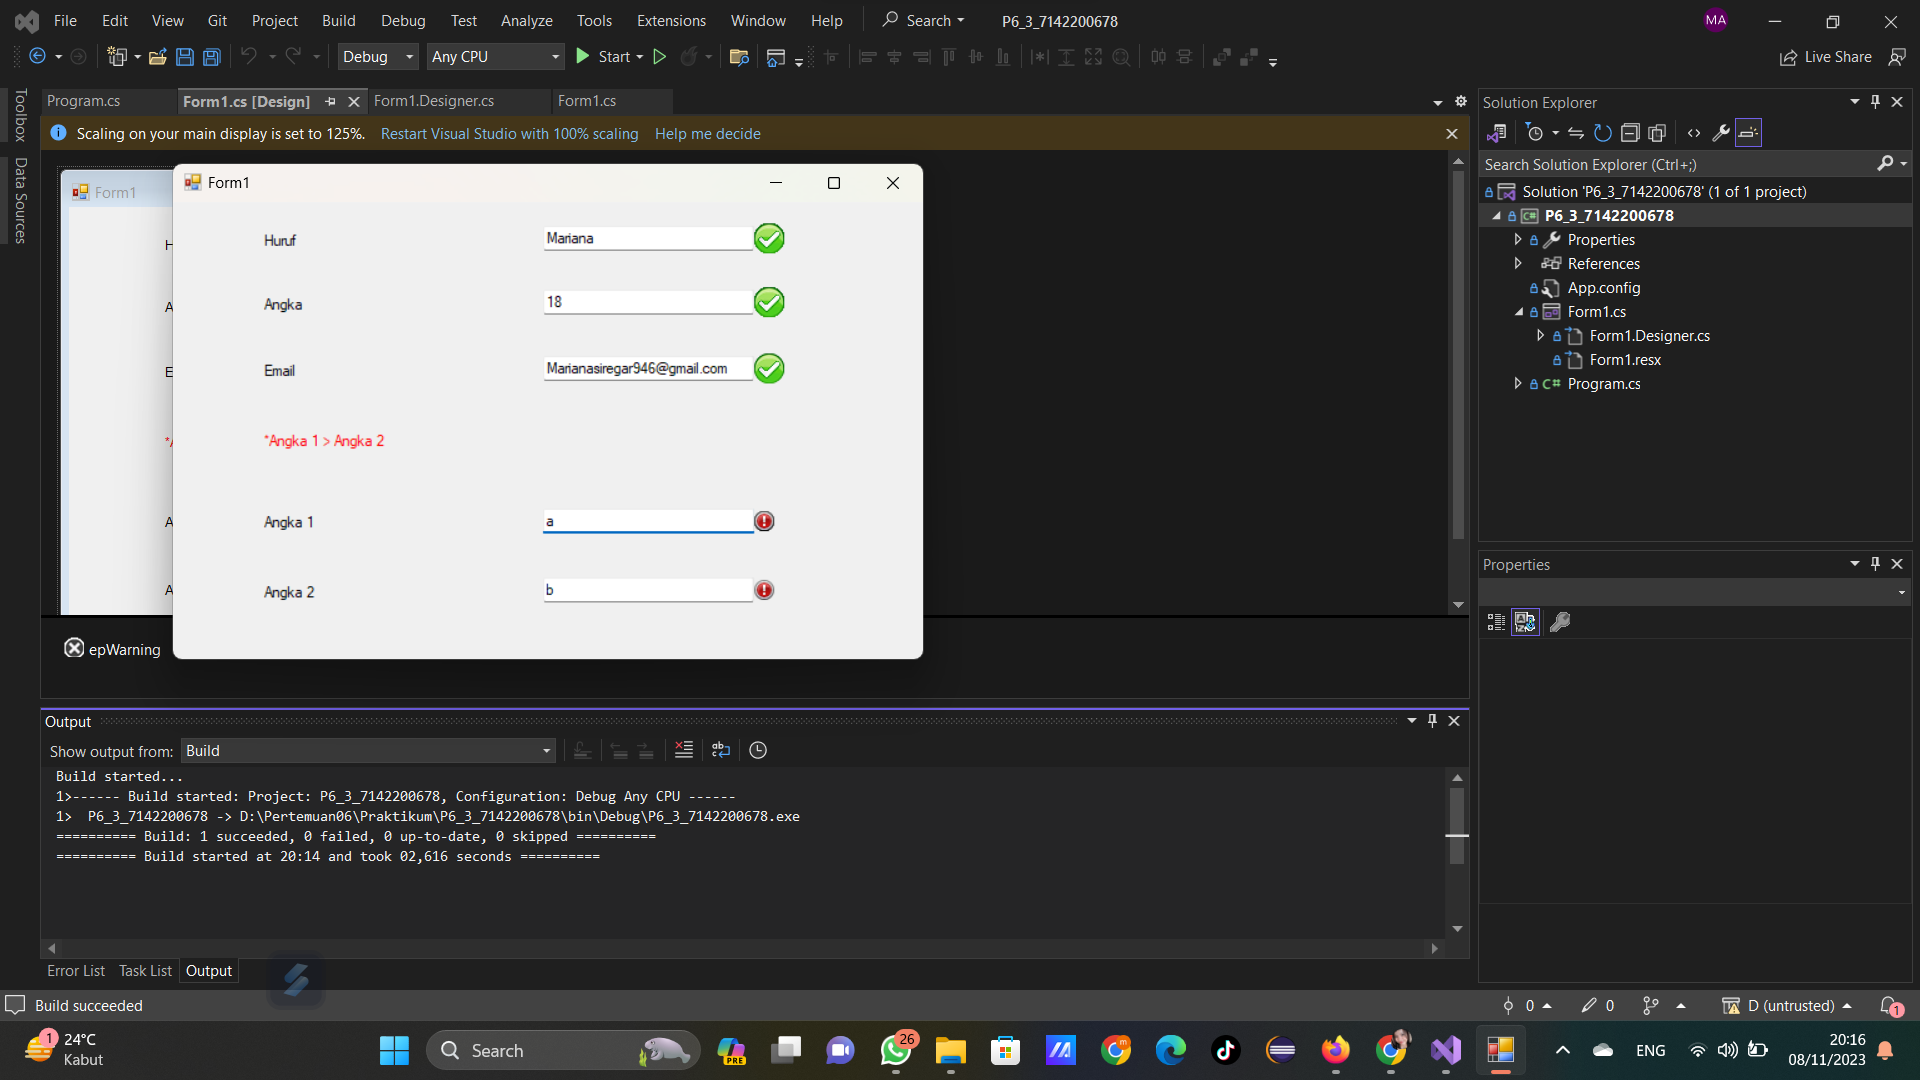 File Edit View Git Project Build Debug Test Analyze Tools Extensions Window Help Search P6_3_7142200678 MA
Debug Any CPU Start Live Share
Toolbox
Data Sources
Program.cs Form1.cs [Design] Form1.Designer.cs Form1.cs
Scaling on your main display is set to 125%. Restart Visual Studio with 100% scaling Help me decide
Form1
H
A
E
*A
A
A
Form1
Huruf Mariana
Angka 18
Email Marianasiregar946@gmail.com
*Angka 1 > Angka 2
Angka 1 a
Angka 2 b
epWarning
Output
Show output from: Build
Build started...
1>------ Build started: Project: P6_3_7142200678, Configuration: Debug Any CPU ------
1>  P6_3_7142200678 -> D:\Pertemuan06\Praktikum\P6_3_7142200678\bin\Debug\P6_3_7142200678.exe
========== Build: 1 succeeded, 0 failed, 0 up-to-date, 0 skipped ==========
========== Build started at 20:14 and took 02,616 seconds ==========
Error List Task List Output
Solution Explorer
Search Solution Explorer (Ctrl+;)
Solution 'P6_3_7142200678' (1 of 1 project)
C# P6_3_7142200678
Properties
References
App.config
Form1.cs
Form1.Designer.cs
Form1.resx
C# Program.cs
Properties
Build succeeded 0 0 D (untrusted) 1
1 24°C
Kabut
Search PRE 26 m ENG 20:16
08/11/2023